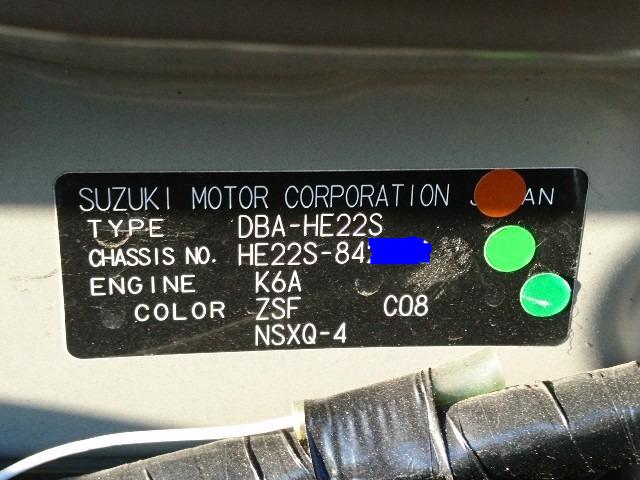 SUZUKI MOTOR CORPORATION
TYPE DBA-HE22S
CHASSIS NO. HE22S-84
ENGINE K6A
COLOR ZSF C08
NSXQ-4